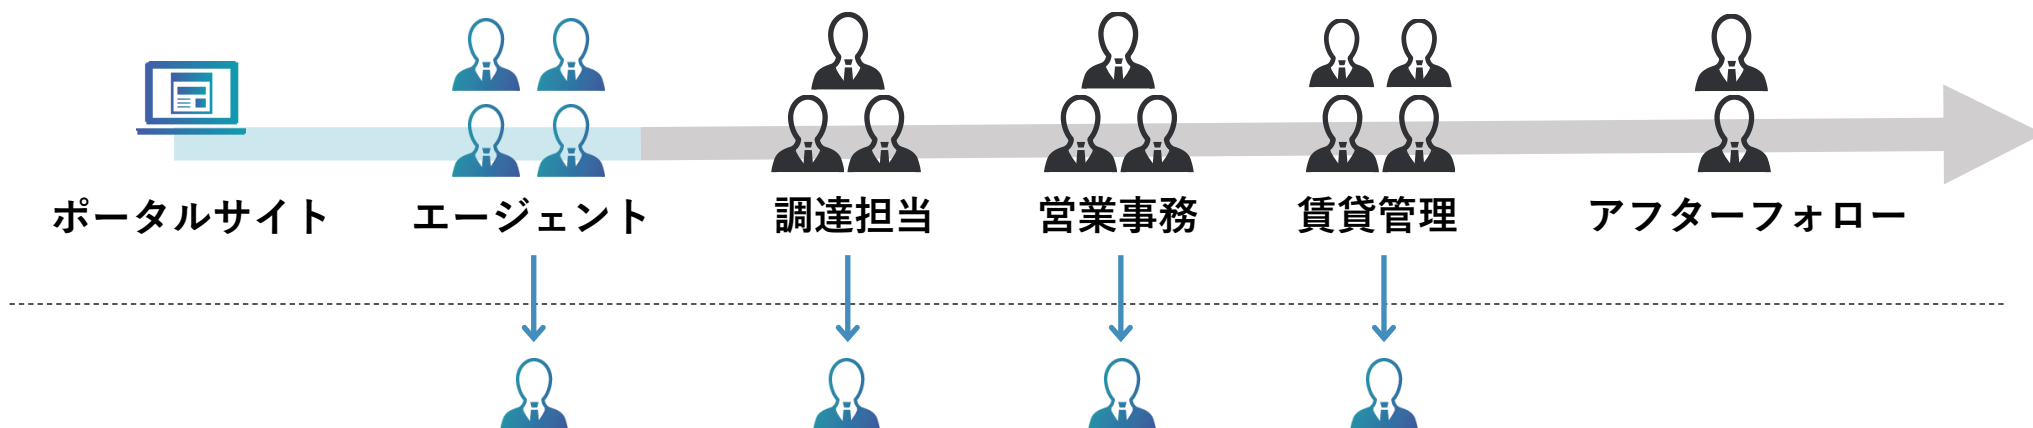 ポータルサイト
エージェント
調達担当
営業事務
賃貸管理
アフターフォロー